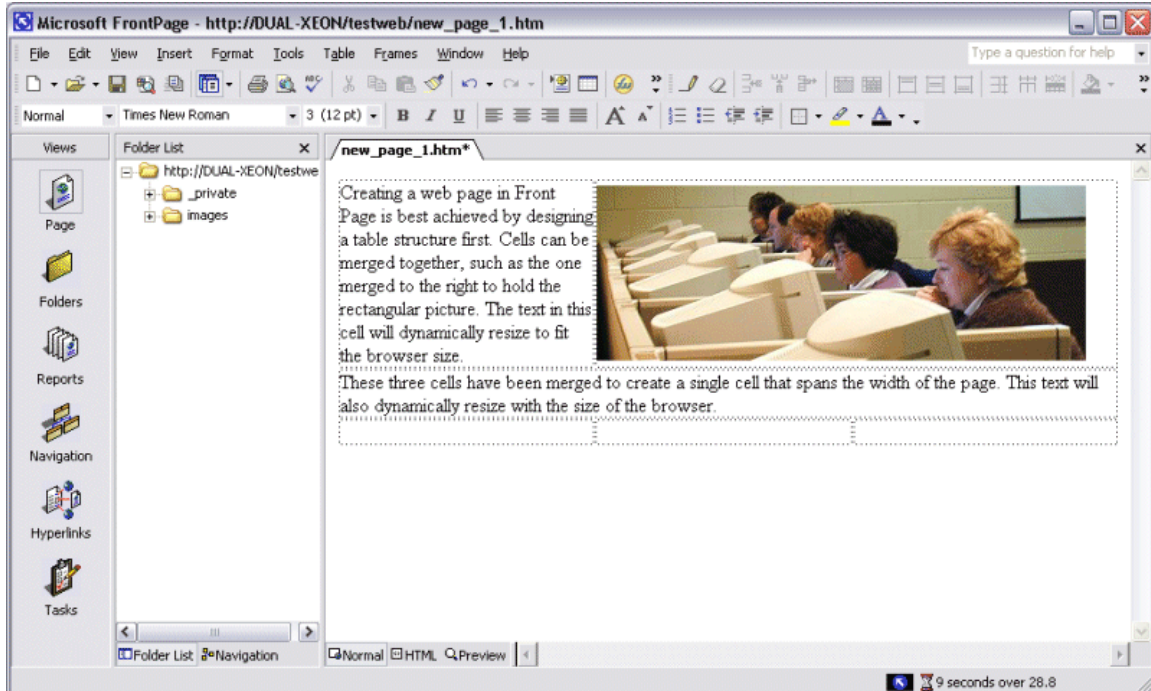 Microsoft FrontPage - http://DUAL-XEON/testweb/new_page_1.htm
File Edit View Insert Format Tools Table Frames Window Help Type a question for help
Normal Times New Roman 3 (12 pt) B I U A A A
Views Folder List new_page_1.htm*
http://DUAL-XEON/testwe
_private
images
Page
Folders
Reports
Navigation
Hyperlinks
Tasks
Creating a web page in Front
Page is best achieved by designing
a table structure first. Cells can be
merged together, such as the one
merged to the right to hold the
rectangular picture. The text in this
cell will dynamically resize to fit
the browser size.
These three cells have been merged to create a single cell that spans the width of the page. This text will
also dynamically resize with the size of the browser.
Folder List Navigation Normal HTML Preview
9 seconds over 28.8